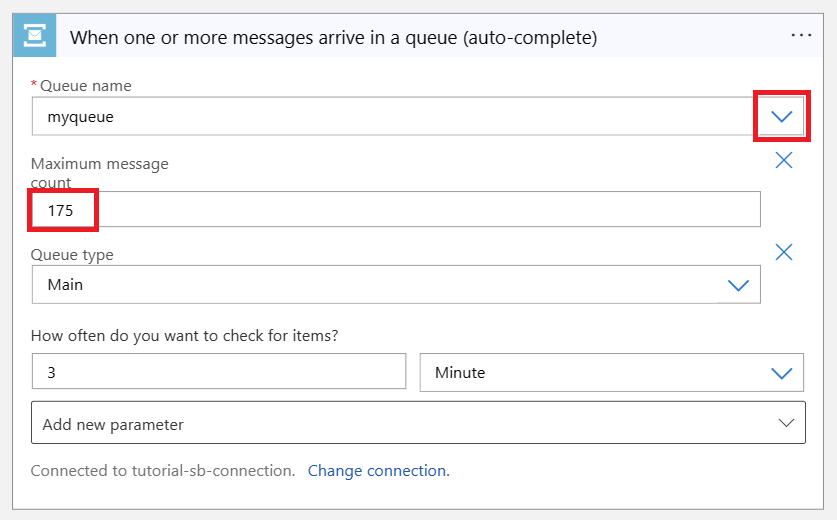 When one or more messages arrive in a queue (auto-complete)
* Queue name
myqueue
Maximum message
count
175
Queue type
Main
How often do you want to check for items?
3 Minute
Add new parameter
Connected to tutorial-sb-connection. Change connection.